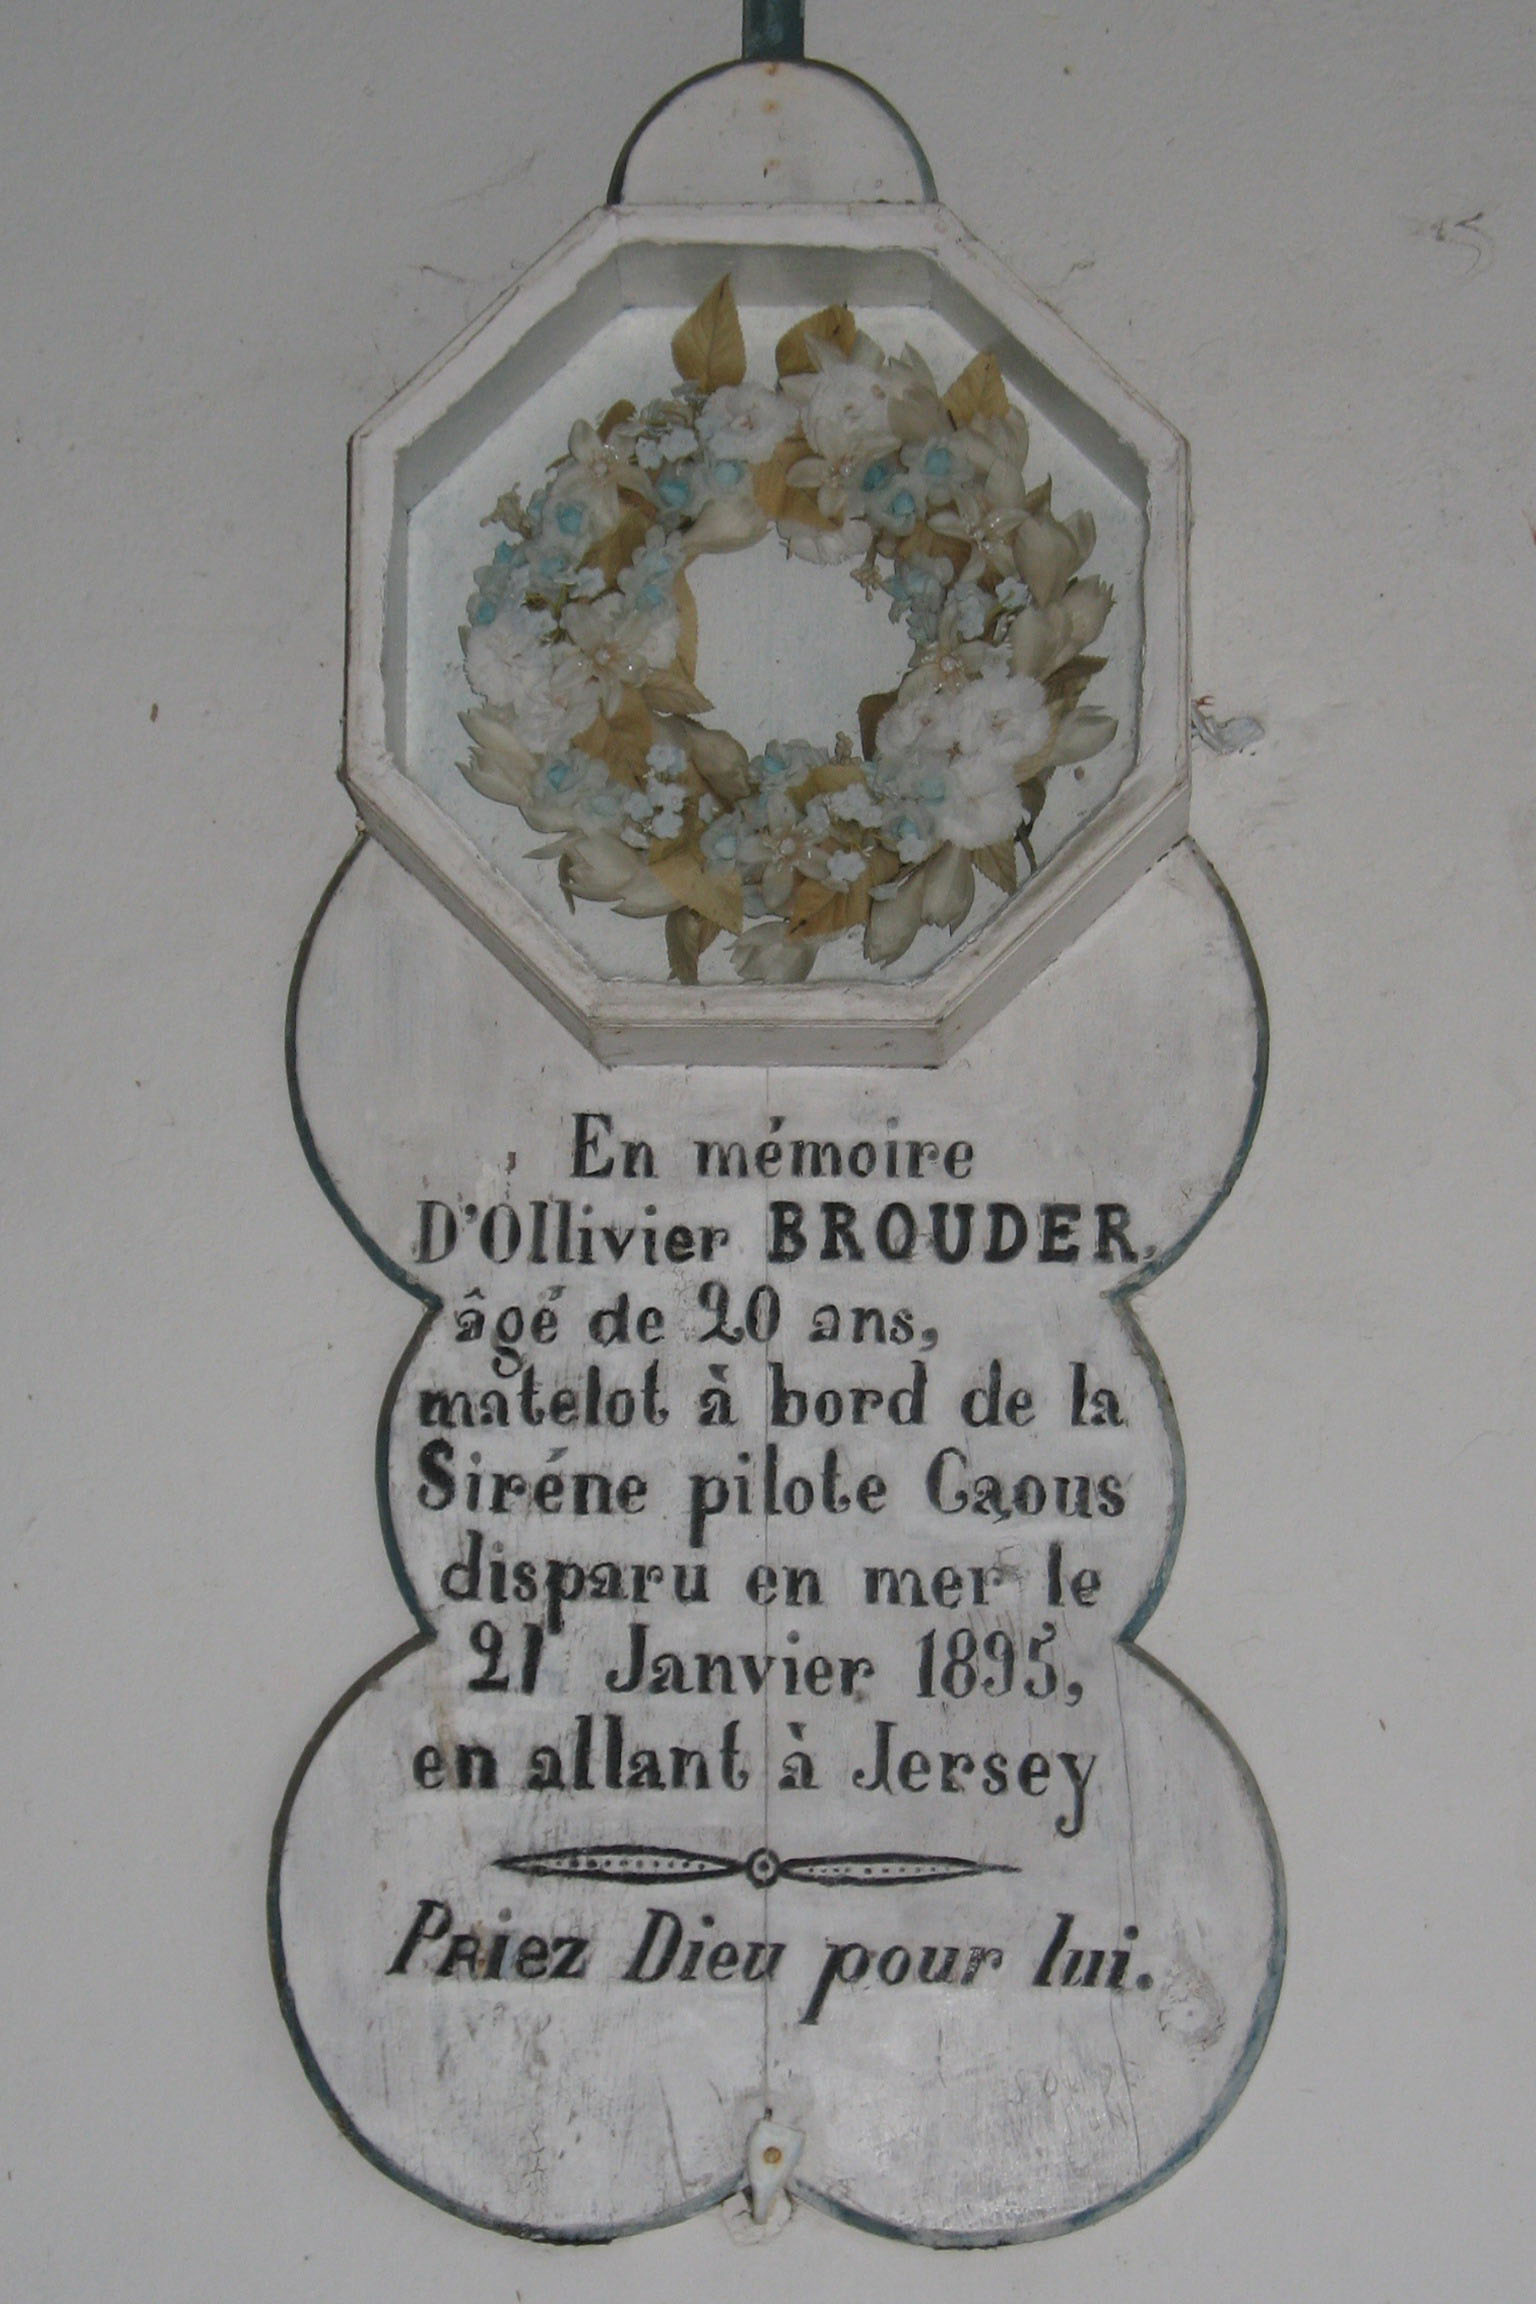 En mémoire
D'Ollivier BROUDER,
âgé de 20 ans,
matelot à bord de la
Siréne pilote Caous
disparu en mer le
21 Janvier 1895,
en allant à Jersey
Priez Dieu pour lui.